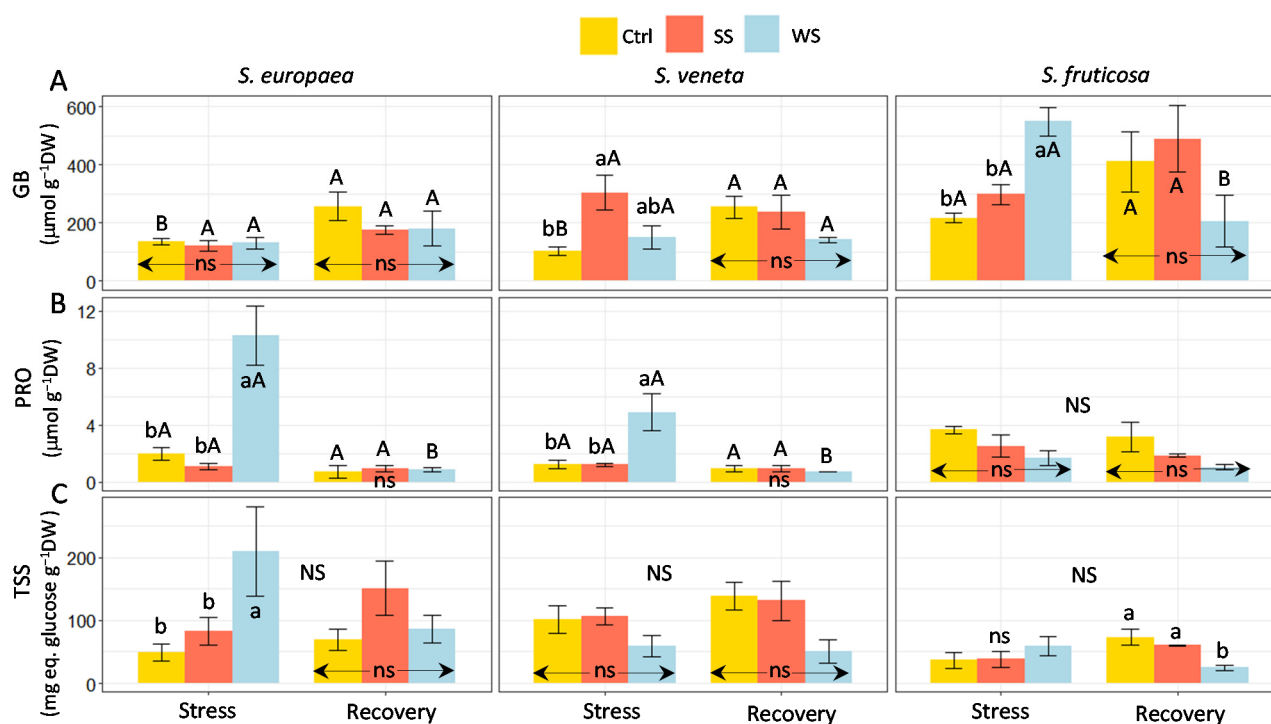 Ctrl SS WS
A S. europaea S. veneta S. fruticosa
GB
(μmol g⁻¹DW)
600
400
200
0
B A A A A A
ns ns
bB aA abA A A A
ns
bA bA aA A A B
ns
B
PRO
(μmol g⁻¹DW)
12
8
4
0
bA bA aA A A B
ns
bA bA aA A A B
ns
NS
ns ns
C
TSS
(mg eq. glucose g⁻¹DW)
200
100
0
b b a NS
ns
NS
ns ns
NS
ns a a b
Stress Recovery Stress Recovery Stress Recovery